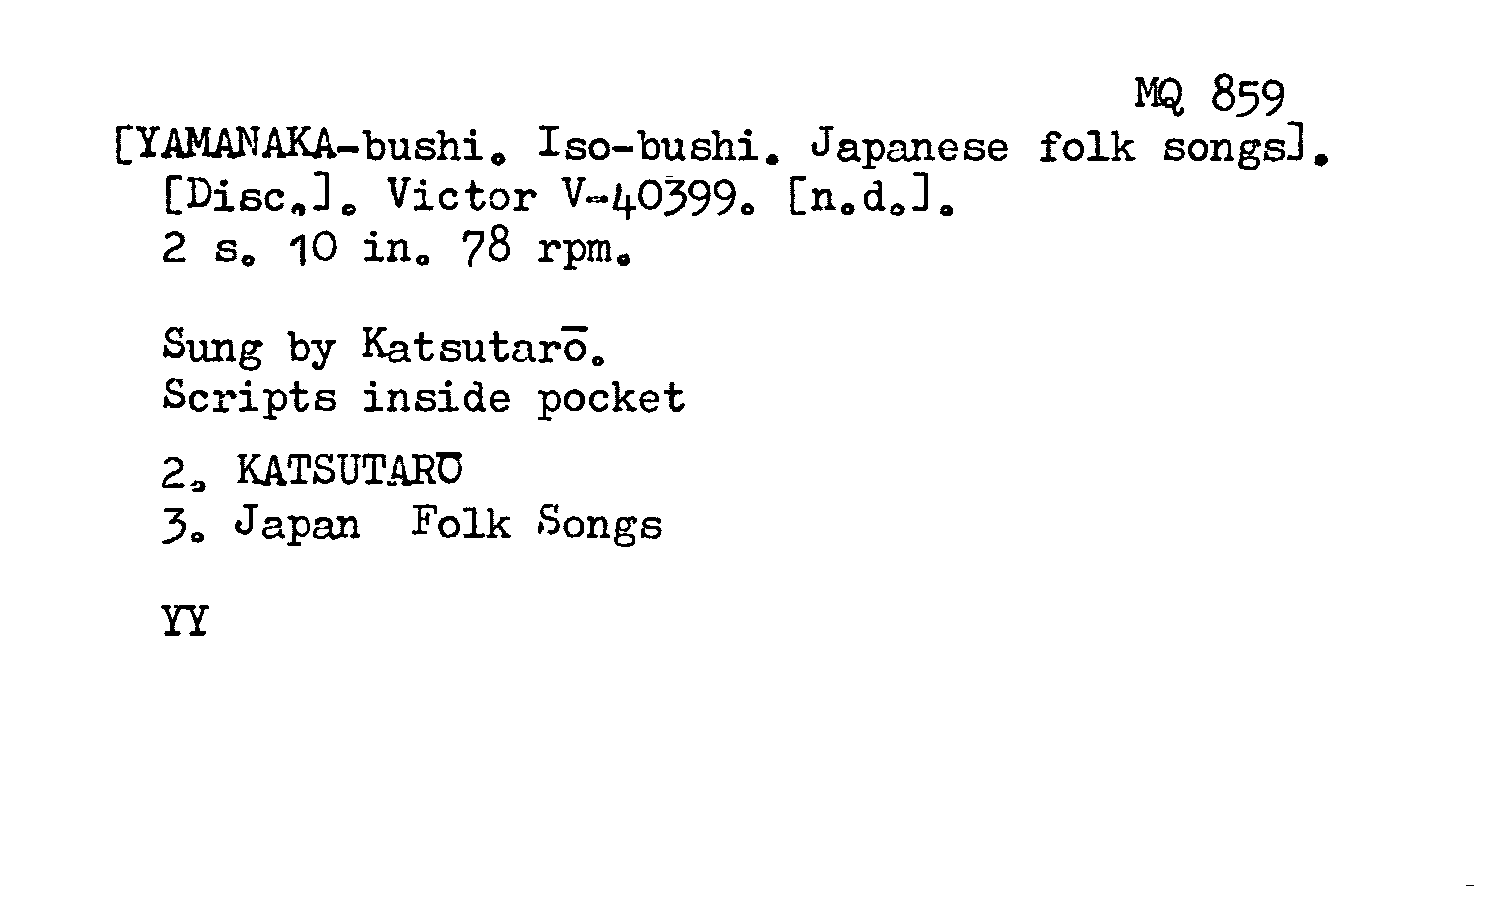 MQ 859
[YAMANAKA-bushi. Iso-bushi. Japanese folk songs].
[Disc.]. Victor V-40399. [n.d.].
2 s. 10 in. 78 rpm.
Sung by Katsutarō.
Scripts inside pocket
2. KATSUTARŌ
3. Japan  Folk Songs
YY